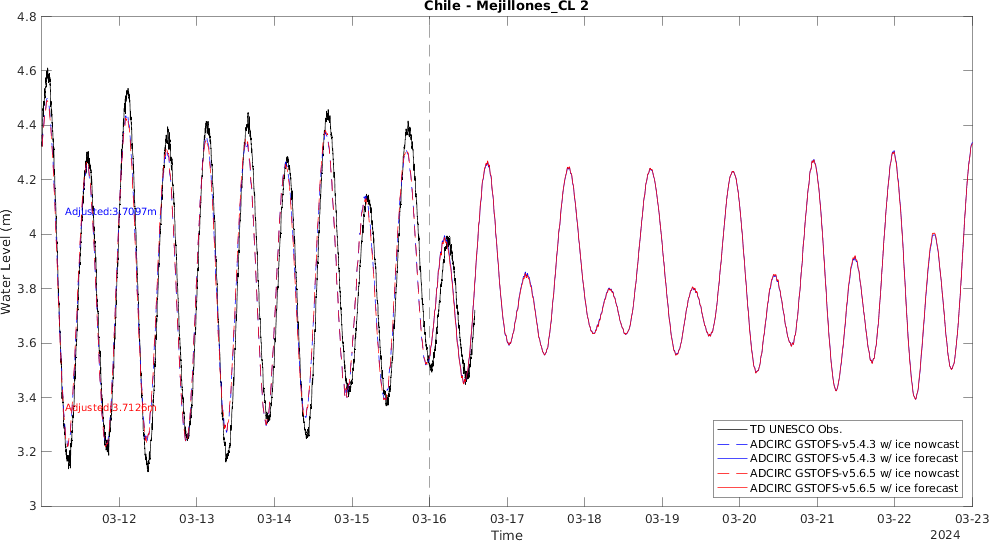 Chile - Mejillones_CL 2
4.8
4.6
4.4
4.2
4
3.8
3.6
3.4
3.2
3
Water Level (m)
Adjusted:3.7097m
Adjusted:3.7126m
TD UNESCO Obs.
ADCIRC GSTOFS-v5.4.3 w/ ice nowcast
ADCIRC GSTOFS-v5.4.3 w/ ice forecast
ADCIRC GSTOFS-v5.6.5 w/ ice nowcast
ADCIRC GSTOFS-v5.6.5 w/ ice forecast
03-12 03-13 03-14 03-15 03-16 03-17 03-18 03-19 03-20 03-21 03-22 03-23
Time
2024